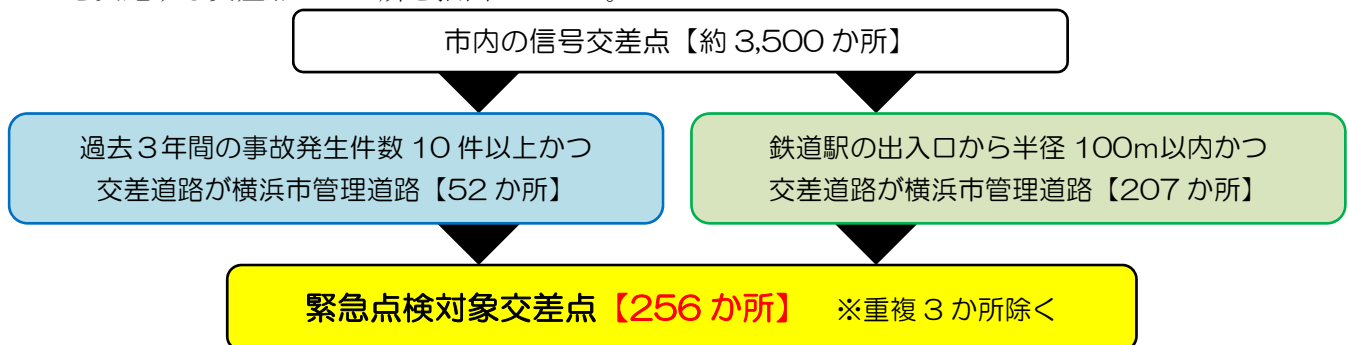 市内の信号交差点【約 3,500 か所】
過去３年間の事故発生件数 10 件以上かつ
交差道路が横浜市管理道路【52 か所】
鉄道駅の出入口から半径 100m以内かつ
交差道路が横浜市管理道路【207 か所】
緊急点検対象交差点【256 か所】 ※重複 3 か所除く